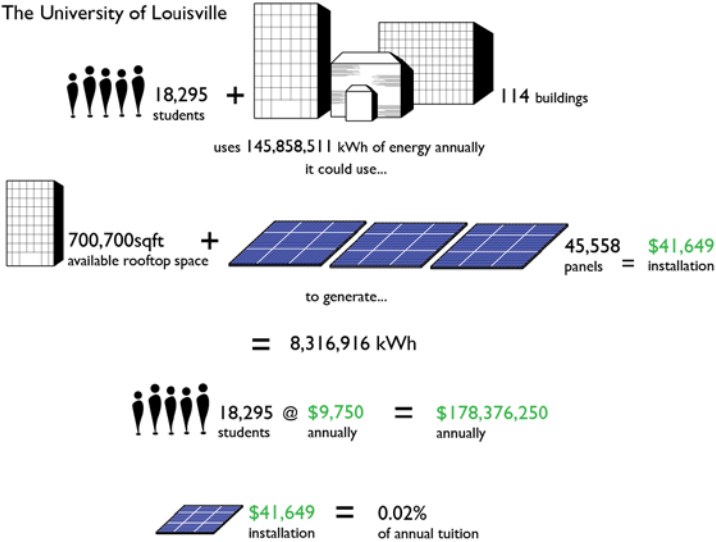 The University of Louisville
18,295
students
+
114 buildings
uses 145,858,511 kWh of energy annually
it could use...
700,700sqft
available rooftop space
+
45,558
panels
=
$41,649
installation
to generate...
= 8,316,916 kWh
18,295 @ $9,750 = $178,376,250
students annually annually
$41,649 = 0.02%
installation of annual tuition